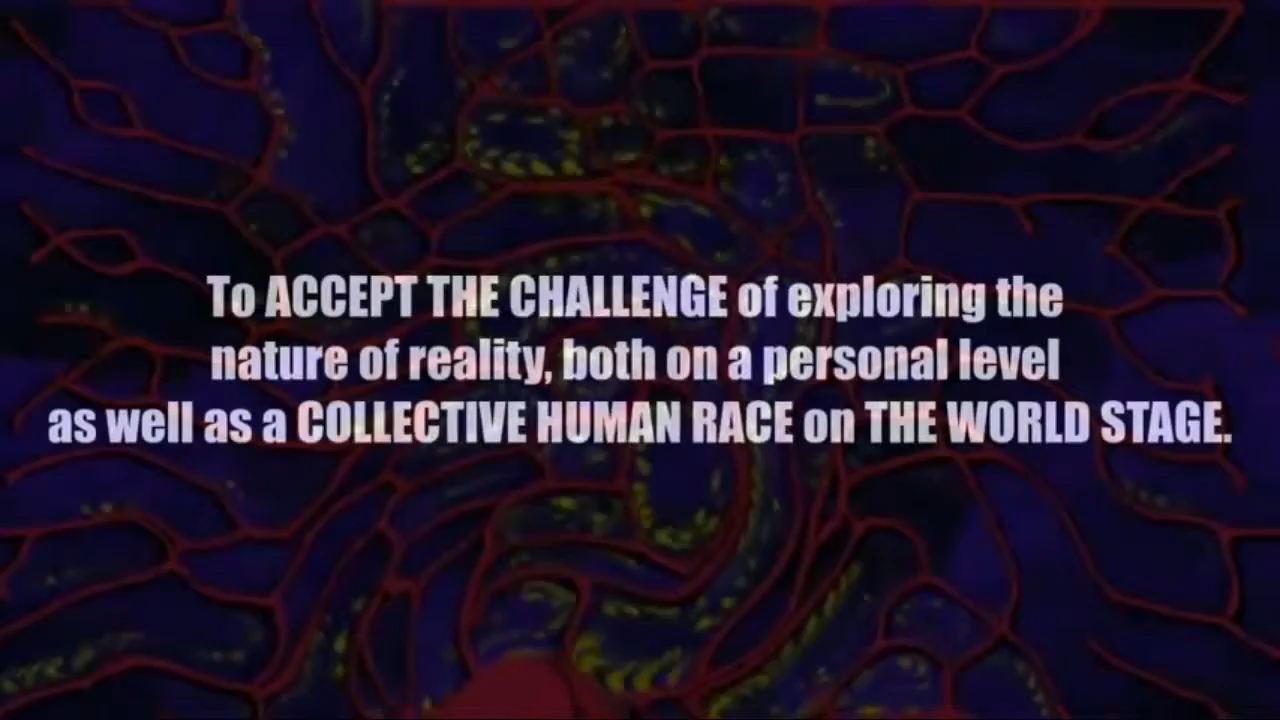 To ACCEPT THE CHALLENGE of exploring the
nature of reality, both on a personal level
as well as a COLLECTIVE HUMAN RACE on THE WORLD STAGE.